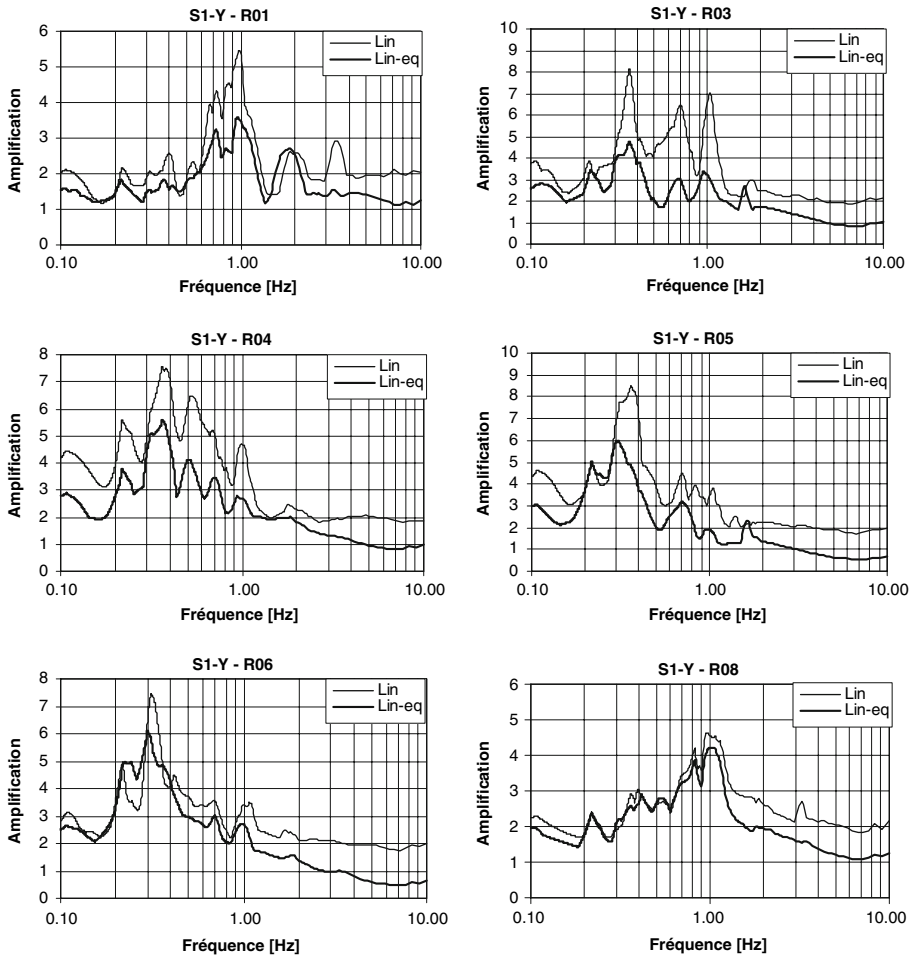 S1-Y - R01
Amplification
6
5
4
3
2
1
0
Lin
Lin-eq
0.10
1.00
10.00
Fréquence [Hz]
S1-Y - R03
Amplification
10
9
8
7
6
5
4
3
2
1
0
Lin
Lin-eq
0.10
1.00
10.00
Fréquence [Hz]
S1-Y - R04
Amplification
8
7
6
5
4
3
2
1
0
Lin
Lin-eq
0.10
1.00
10.00
Fréquence [Hz]
S1-Y - R05
Amplification
10
9
8
7
6
5
4
3
2
1
0
Lin
Lin-eq
0.10
1.00
10.00
Fréquence [Hz]
S1-Y - R06
Amplification
8
7
6
5
4
3
2
1
0
Lin
Lin-eq
0.10
1.00
10.00
Fréquence [Hz]
S1-Y - R08
Amplification
6
5
4
3
2
1
0
Lin
Lin-eq
0.10
1.00
10.00
Fréquence [Hz]